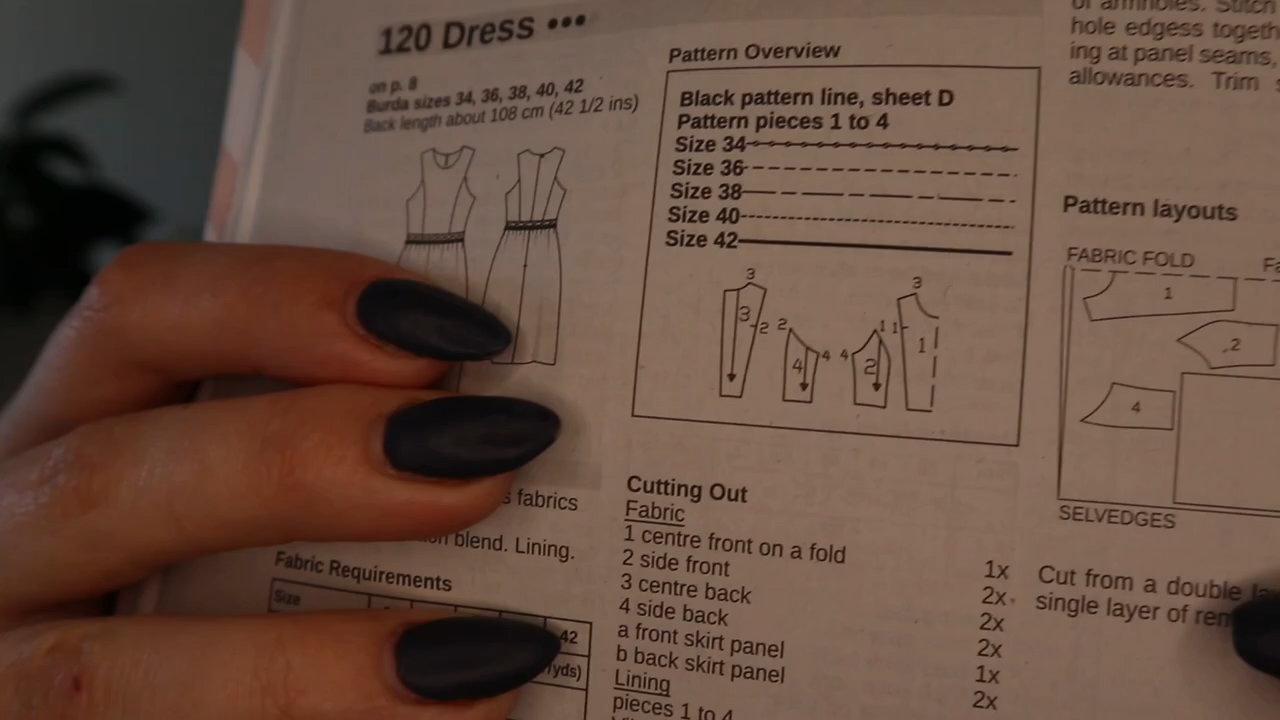 120 Dress •••
on p. 8
Burda sizes 34, 36, 38, 40, 42
Back length about 108 cm (42 1/2 ins)
s fabrics
blend. Lining.
Fabric Requirements
Size
42
yds)
Pattern Overview
Black pattern line, sheet D
Pattern pieces 1 to 4
Size 34
Size 36
Size 38
Size 40
Size 42
3 3
3 2 2 4 4 4 2 1 1 1
Cutting Out
Fabric
1 centre front on a fold 1x
2 side front 2x
3 centre back 2x
4 side back 2x
a front skirt panel 1x
b back skirt panel 2x
Lining
pieces 1 to 4
of armholes. Stitch
hole edgess togeth
ing at panel seams,
allowances. Trim
Pattern layouts
FABRIC FOLD Fa
1
2
4
SELVEDGES
Cut from a double la
single layer of rem